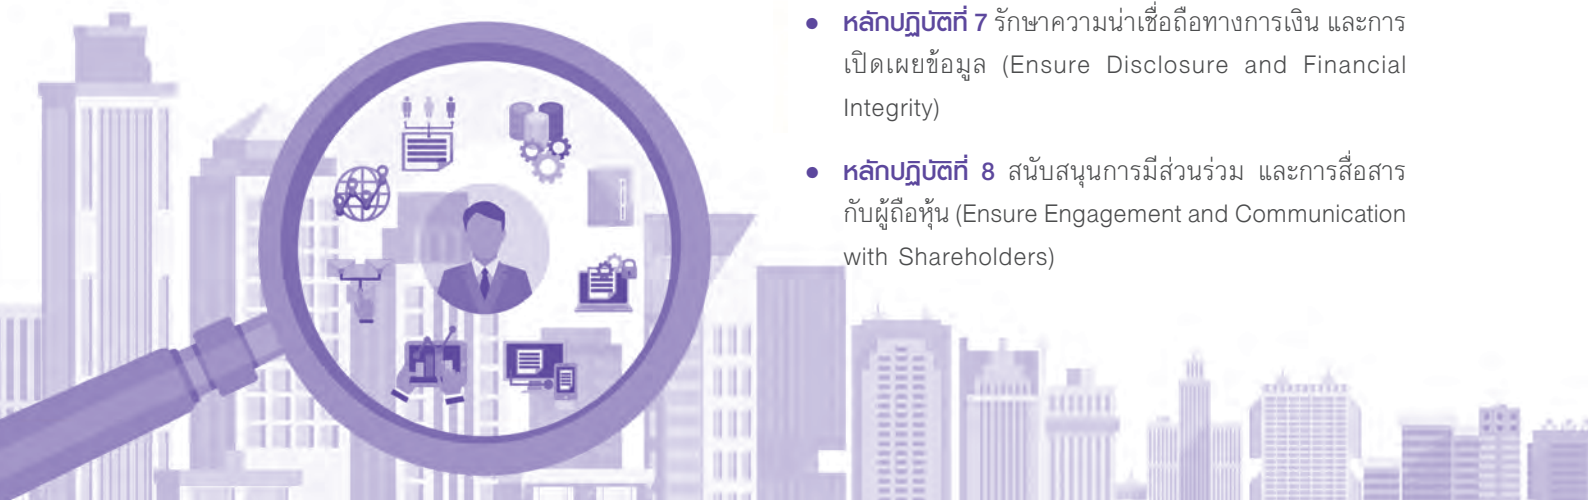 ● หลักปฏิบัติที่ 7 รักษาความน่าเชื่อถือทางการเงิน และการ
เปิดเผยข้อมูล (Ensure Disclosure and Financial
Integrity)
● หลักปฏิบัติที่ 8 สนับสนุนการมีส่วนร่วม และการสื่อสาร
กับผู้ถือหุ้น (Ensure Engagement and Communication
with Shareholders)